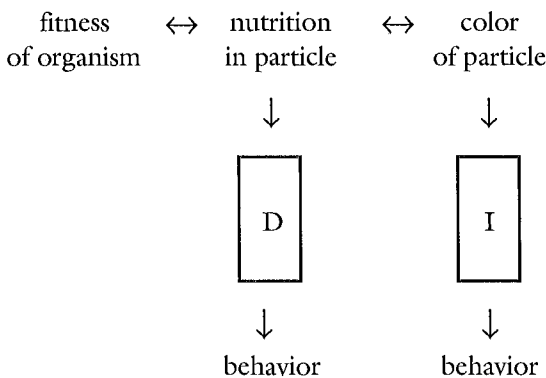 fitness ↔ nutrition ↔ color
of organism in particle of particle
↓ ↓
D I
↓ ↓
behavior behavior